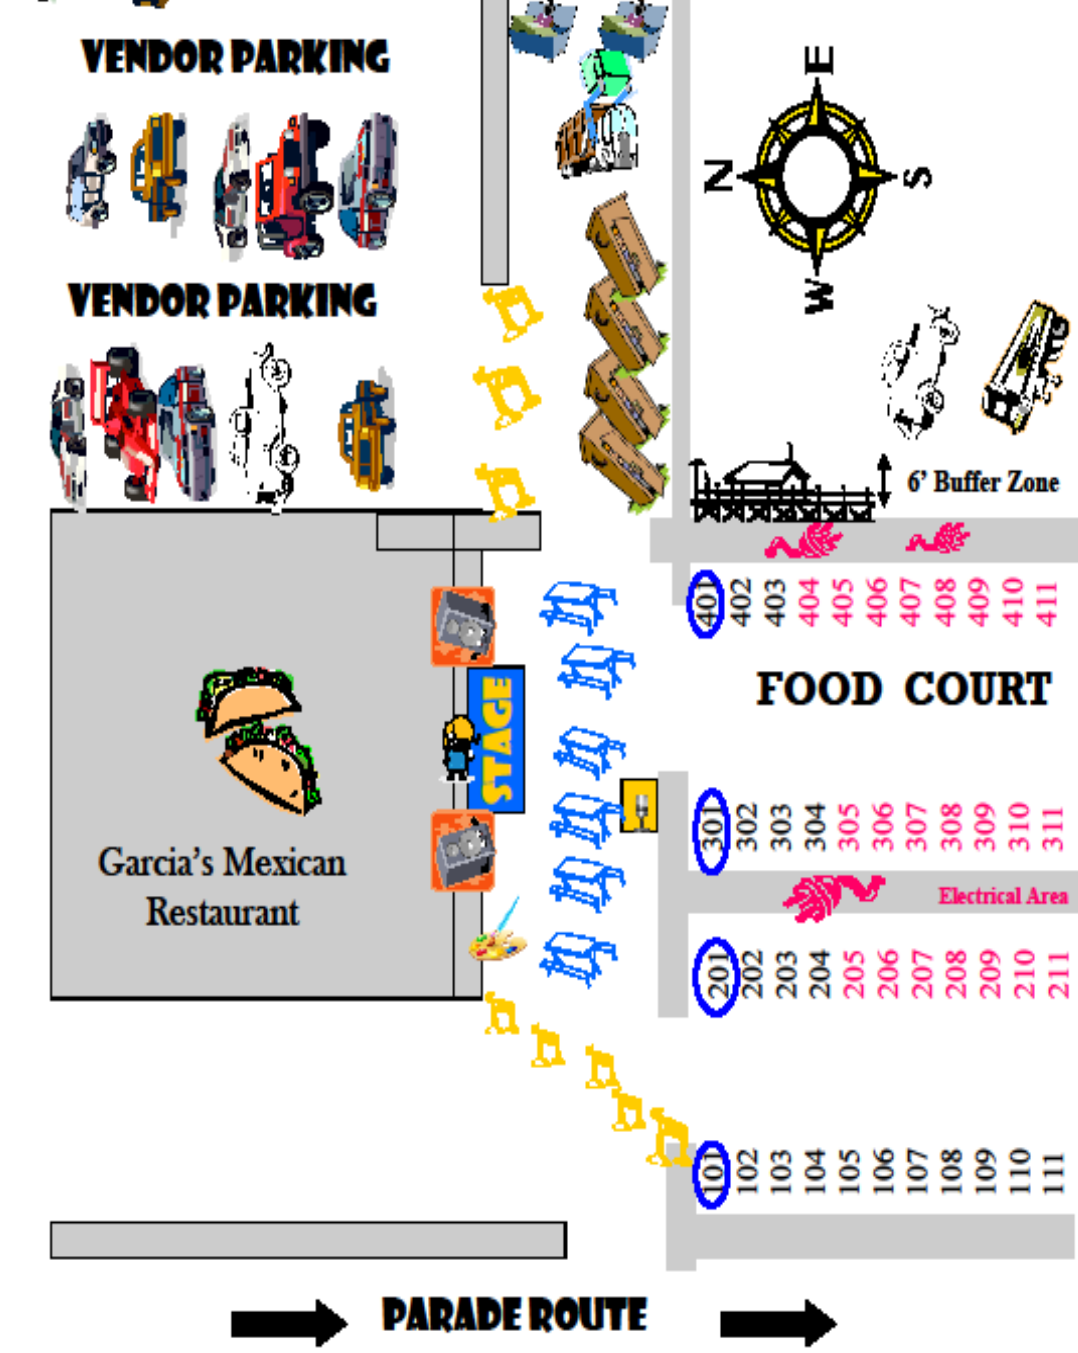 VENDOR PARKING
E
N
S
W
VENDOR PARKING
6' Buffer Zone
401 402 403 404 405 406 407 408 409 410 411
FOOD COURT
STAGE
301 302 303 304 305 306 307 308 309 310 311
Garcia's Mexican
Restaurant
Electrical Area
201 202 203 204 205 206 207 208 209 210 211
101 102 103 104 105 106 107 108 109 110 111
PARADE ROUTE